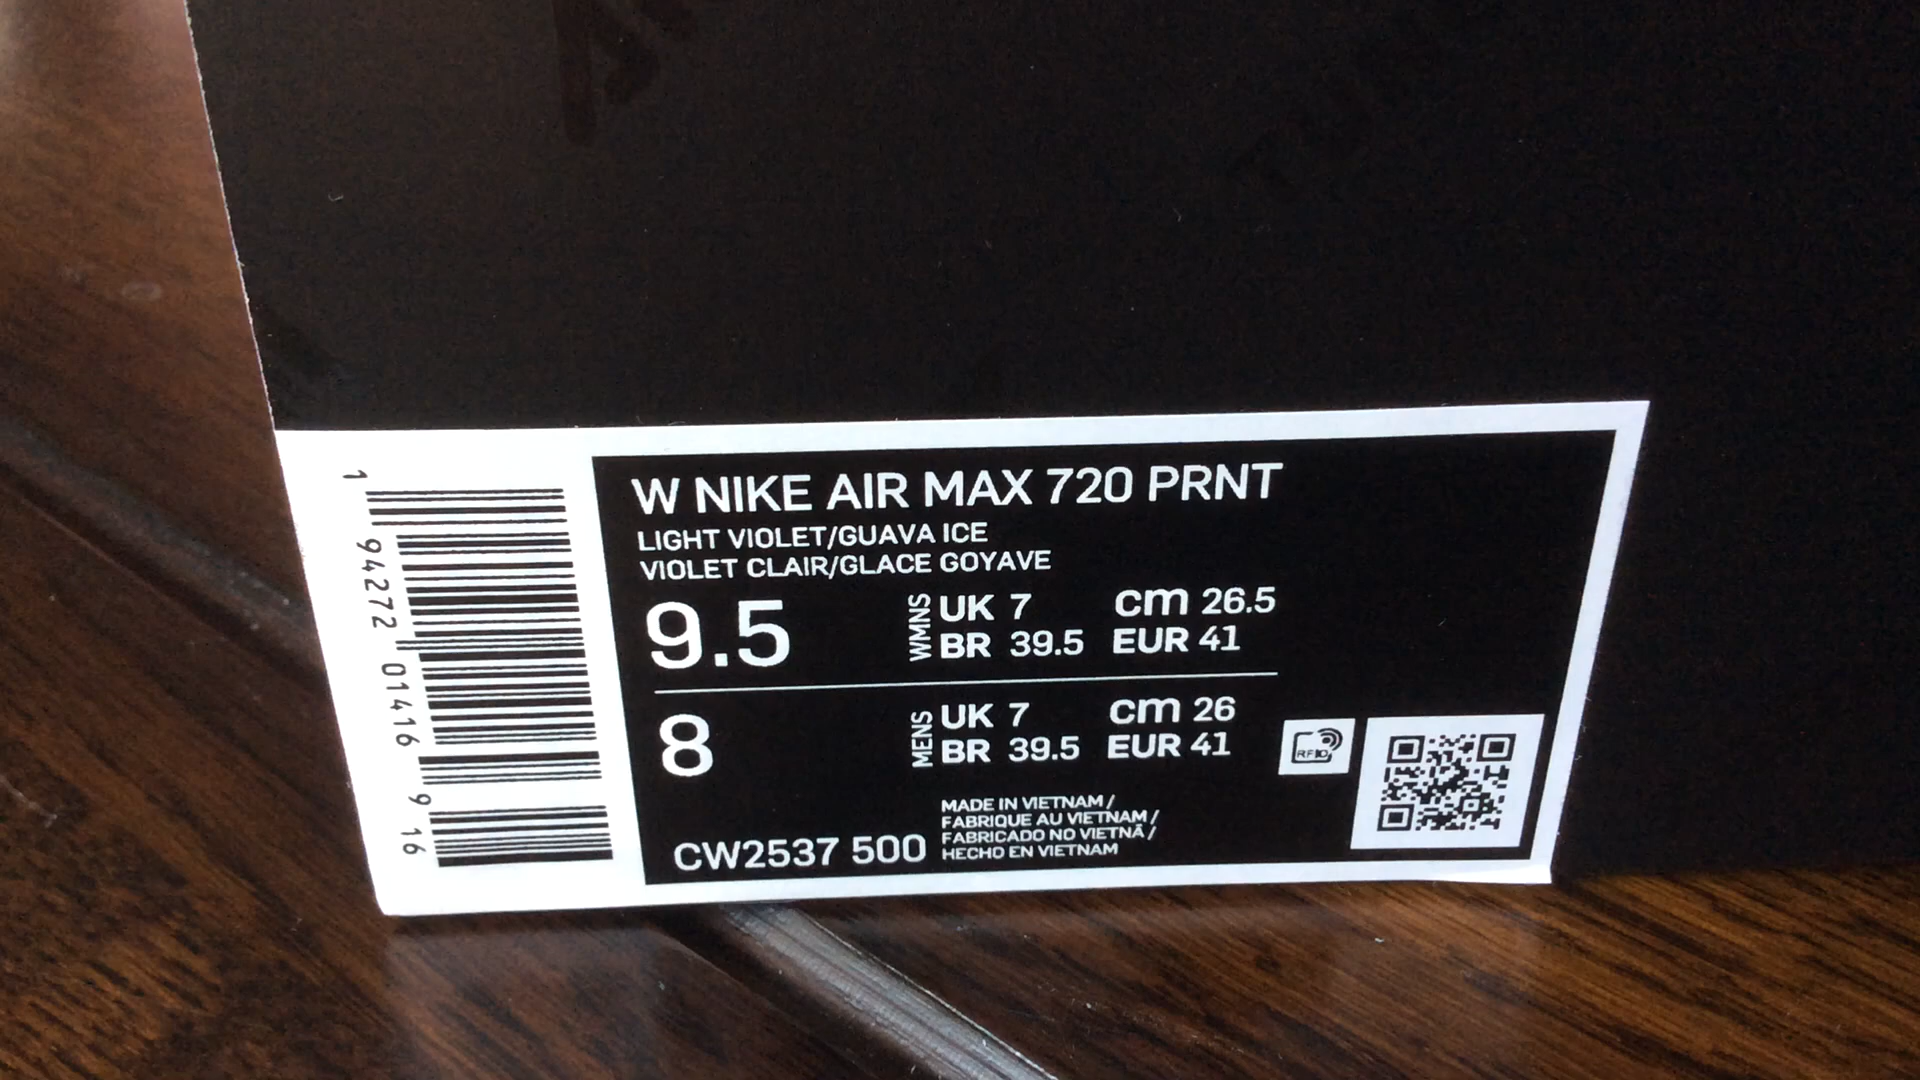 1 94272 01416 9 16
W NIKE AIR MAX 720 PRNT
LIGHT VIOLET/GUAVA ICE
VIOLET CLAIR/GLACE GOYAVE
9.5 WMNS UK 7 cm 26.5
BR 39.5 EUR 41
8 MENS UK 7 cm 26
BR 39.5 EUR 41
RFID
CW2537 500
MADE IN VIETNAM /
FABRIQUE AU VIETNAM /
FABRICADO NO VIETNÃ /
HECHO EN VIETNAM